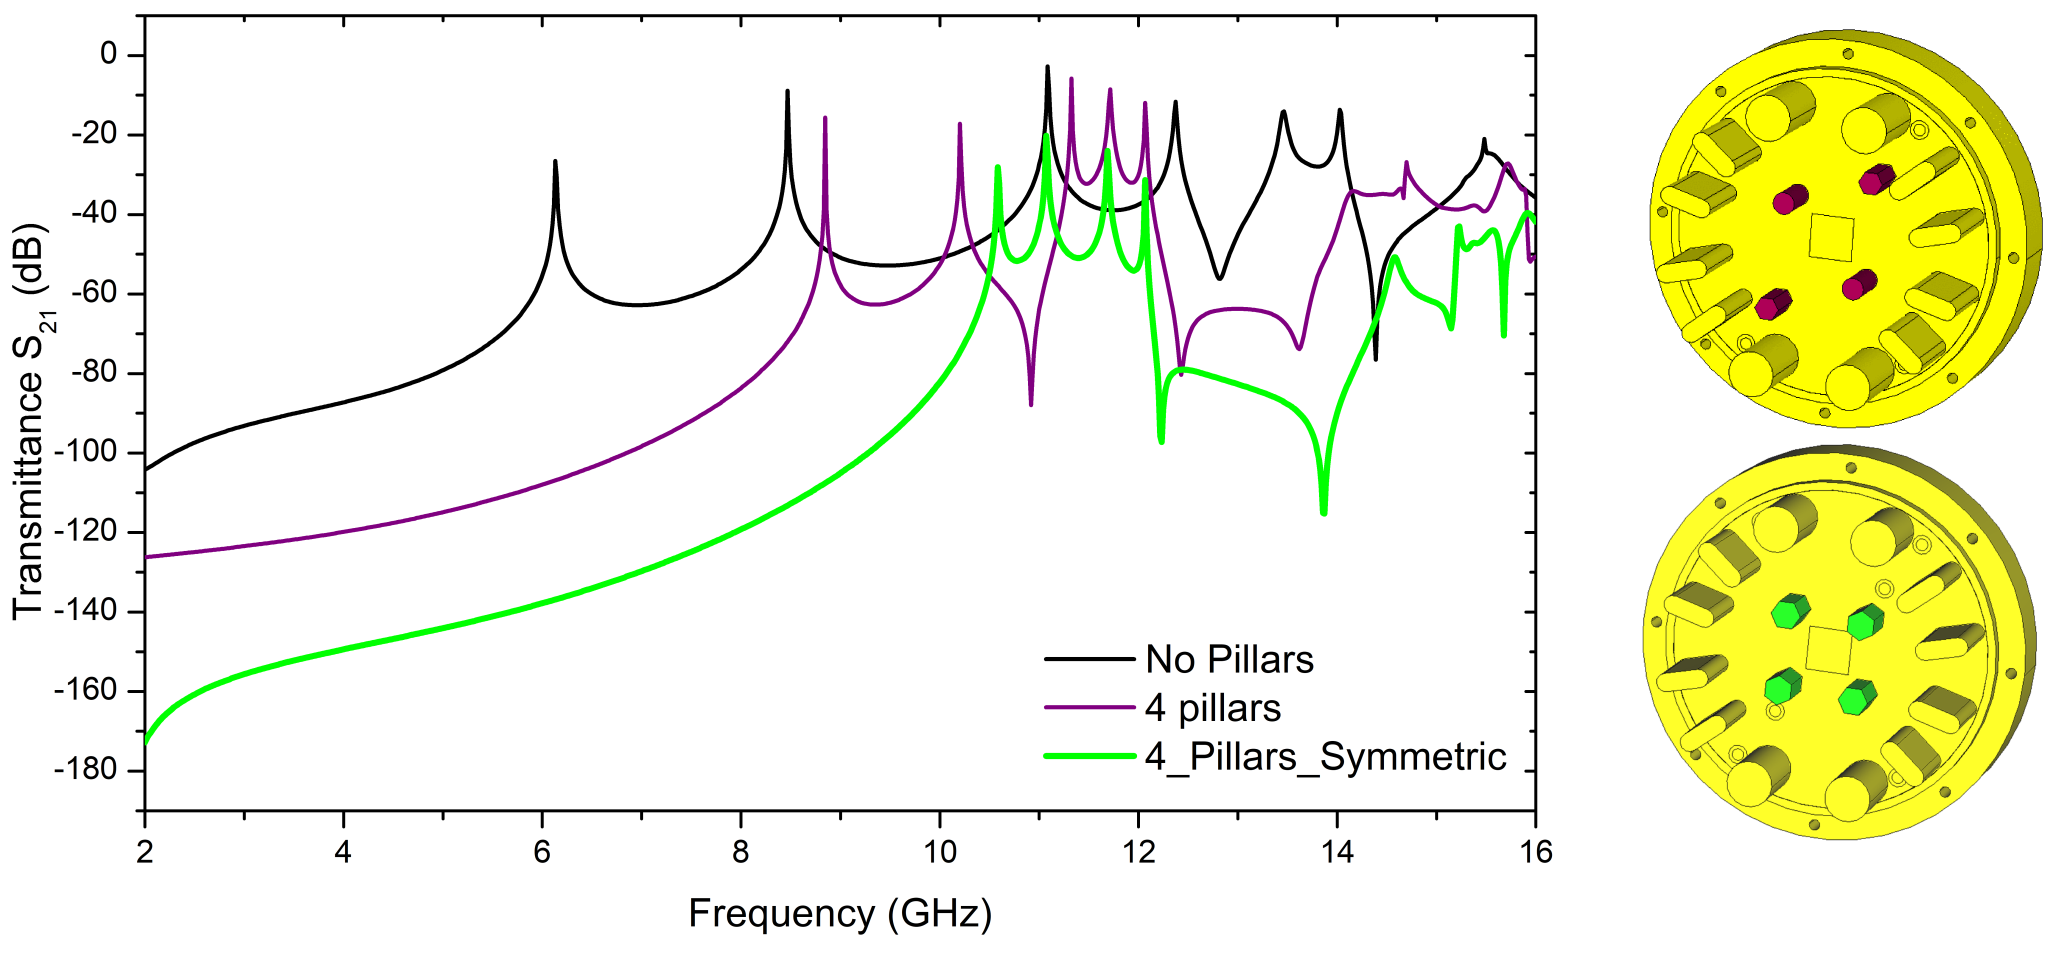 Transmittance S21 (dB)
0
-20
-40
-60
-80
-100
-120
-140
-160
-180
No Pillars
4 pillars
4_Pillars_Symmetric
2 4 6 8 10 12 14 16
Frequency (GHz)